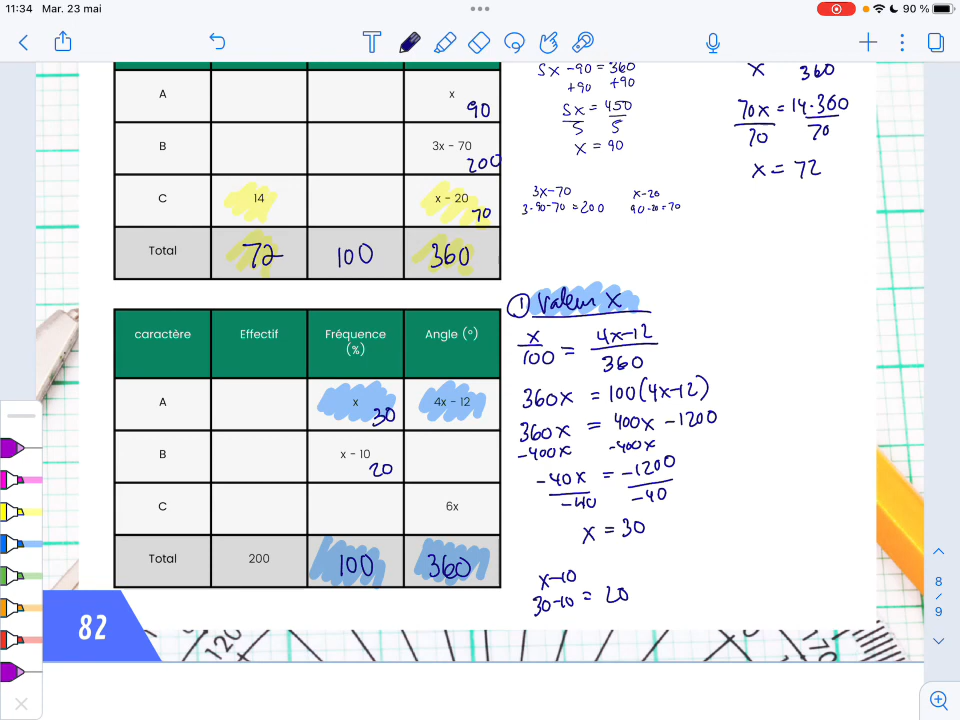 11:34 Mar. 23 mai
90 %
A
x
90
B
3x - 70
200
C
14
x - 20
70
Total
72
100
360
5x - 90 = 360
+90 +90
5x = 450
5 5
x = 90
3x-70
3·90-70 = 200
x-20
90-20 = 70
x 360
70x = 14·360
70 70
x = 72
caractère
Effectif
Fréquence (%)
Angle (°)
A
x
30
4x - 12
B
x - 10
20
C
6x
Total
200
100
360
① Valeur x
x = 4x-12
100 360
360x = 100(4x-12)
360x = 400x - 1200
-400x -400x
-40x = -1200
-40 -40
x = 30
x-10
30-10 = 20
82
120
70
8
/
9